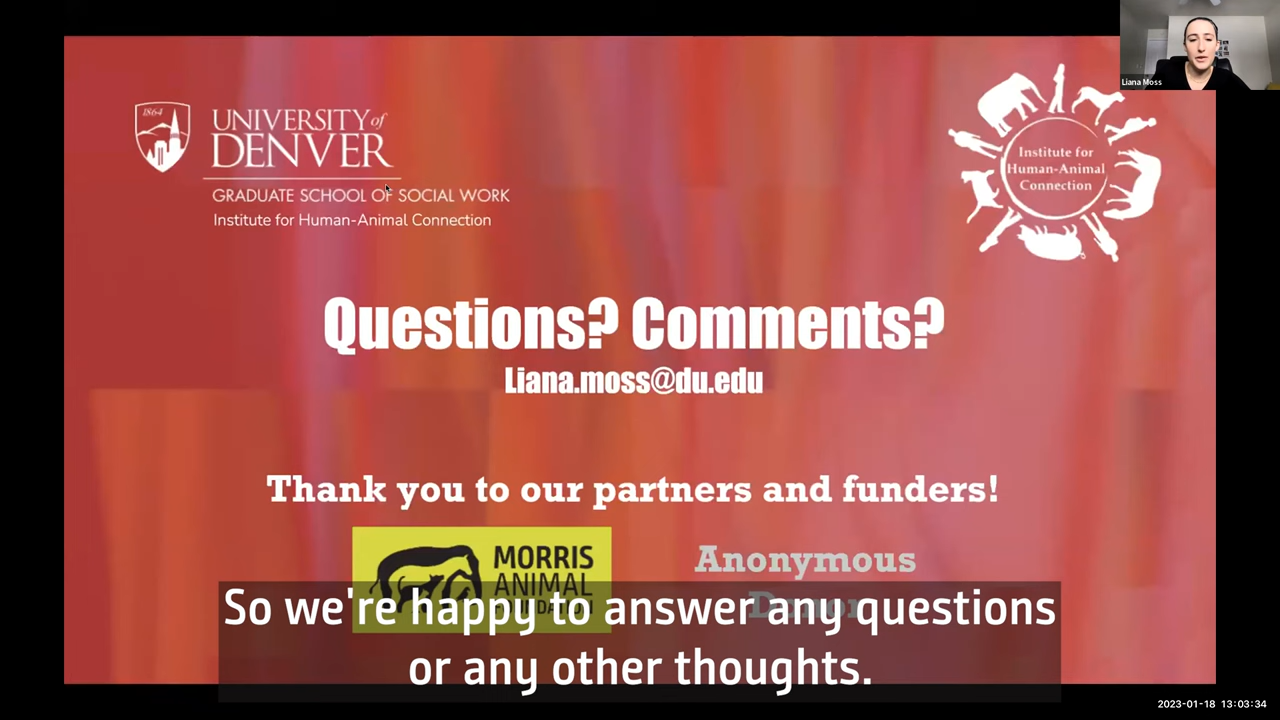 Liana Moss
1864
UNIVERSITY of
DENVER
GRADUATE SCHOOL OF SOCIAL WORK
Institute for Human-Animal Connection
Institute for
Human-Animal
Connection
Questions? Comments?
Liana.moss@du.edu
Thank you to our partners and funders!
MORRIS
ANIMAL
FOUNDATION
Anonymous
Donor
So we're happy to answer any questions
or any other thoughts.
2023-01-18 13:03:34